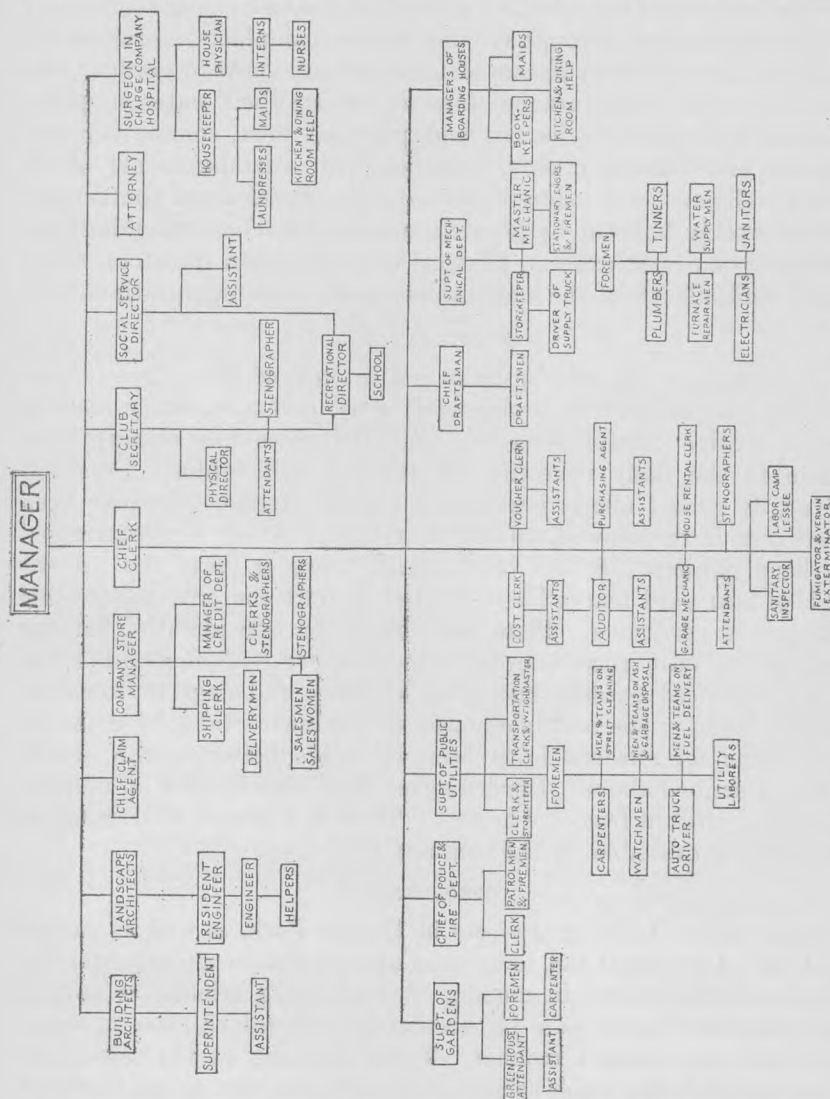 MANAGER
BUILDING
ARCHITECTS
LANDSCAPE
ARCHITECTS
CHIEF CLAIM
AGENT
COMPANY STORE
MANAGER
CHIEF
CLERK
CLUB
SECRETARY
SOCIAL SERVICE
DIRECTOR
ATTORNEY
SURGEON IN
CHARGE COMPANY
HOSPITAL
SUPERINTENDENT
ASSISTANT
RESIDENT
ENGINEER
ENGINEER
HELPERS
SHIPPING
CLERK
MANAGER OF
CREDIT DEPT.
DELIVERYMEN
CLERKS &
STENOGRAPHERS
SALESMEN
SALESWOMEN
STENOGRAPHERS
PHYSICAL
DIRECTOR
ATTENDANTS
STENOGRAPHER
ASSISTANT
RECREATIONAL
DIRECTOR
SCHOOL
HOUSEKEEPER
HOUSE
PHYSICIAN
LAUNDRESSES
MAIDS
INTERNS
KITCHEN & DINING
ROOM HELP
NURSES
SUPT. OF
GARDENS
CHIEF OF POLICE &
FIRE DEPT.
SUPT. OF PUBLIC
UTILITIES
CHIEF
DRAFTSMAN
SUPT OF MECH-
ANICAL DEPT.
MANAGERS OF
BOARDING HOUSES
GREENHOUSE
ATTENDANT
FOREMEN
ASSISTANT
CARPENTER
CLERK
PATROLMEN
& FIREMEN
CLERK &
STOREKEEPER
TRANSPORTATION
CLERK & WEIGHMASTER
FOREMEN
CARPENTERS
MEN & TEAMS ON
STREET CLEANING
WATCHMEN
MEN & TEAMS ON ASH
& GARBAGE DISPOSAL
AUTO TRUCK
DRIVER
MEN & TEAMS ON
FUEL DELIVERY
UTILITY
LABORERS
COST CLERK
VOUCHER CLERK
ASSISTANTS
ASSISTANTS
AUDITOR
PURCHASING AGENT
ASSISTANTS
ASSISTANTS
GARAGE MECHANIC
HOUSE RENTAL CLERK
ATTENDANTS
STENOGRAPHERS
SANITARY
INSPECTOR
LABOR CAMP
LESSEE
FUMIGATOR & VERMIN
EXTERMINATOR
DRAFTSMEN
STOREKEEPER
MASTER
MECHANIC
DRIVER OF
SUPPLY TRUCK
STATIONARY ENGRS
& FIREMEN
FOREMEN
PLUMBERS
TINNERS
FURNACE
REPAIRMEN
WATER
SUPPLY MEN
ELECTRICIANS
JANITORS
BOOK-
KEEPERS
MAIDS
KITCHEN & DINING
ROOM HELP